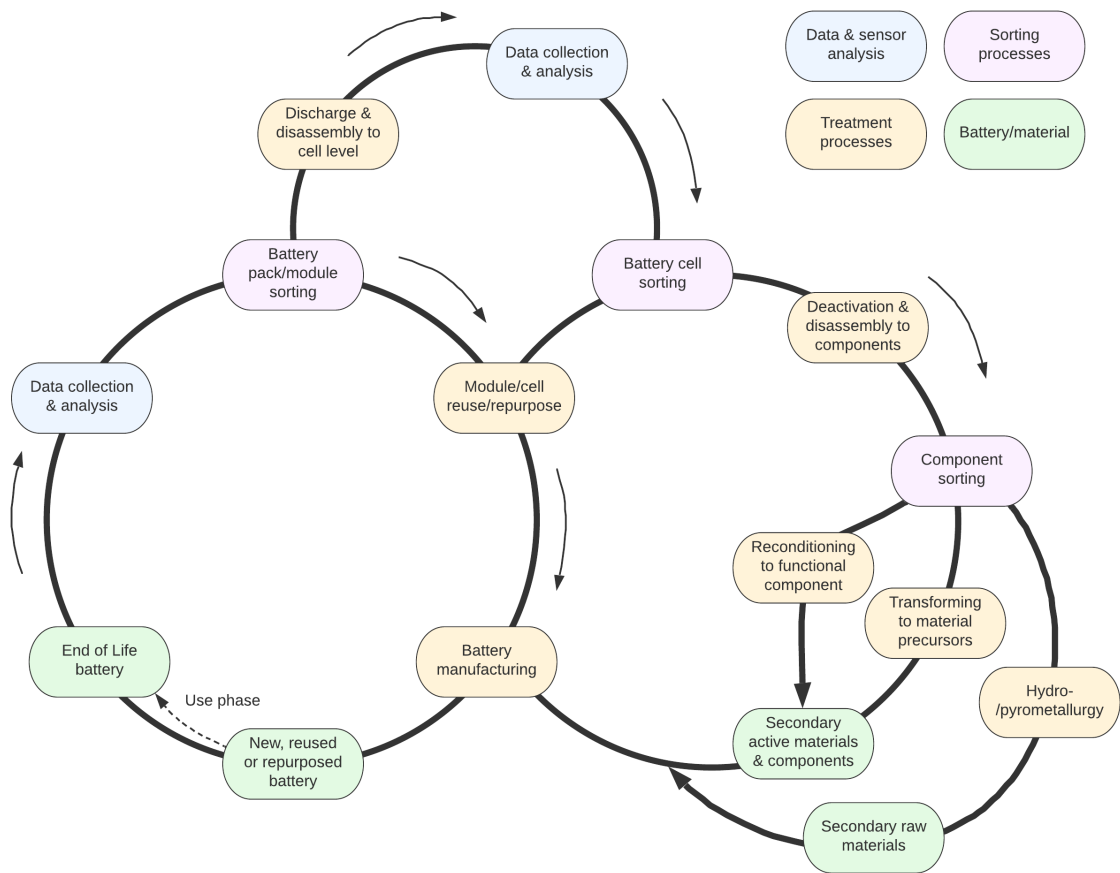 Data collection
& analysis
Data & sensor
analysis
Sorting
processes
Discharge &
disassembly to
cell level
Treatment
processes
Battery/material
Battery
pack/module
sorting
Battery cell
sorting
Deactivation &
disassembly to
components
Data collection
& analysis
Module/cell
reuse/repurpose
Component
sorting
Reconditioning
to functional
component
Transforming
to material
precursors
End of Life
battery
Battery
manufacturing
Hydro-
/pyrometallurgy
Use phase
New, reused
or repurposed
battery
Secondary
active materials
& components
Secondary raw
materials